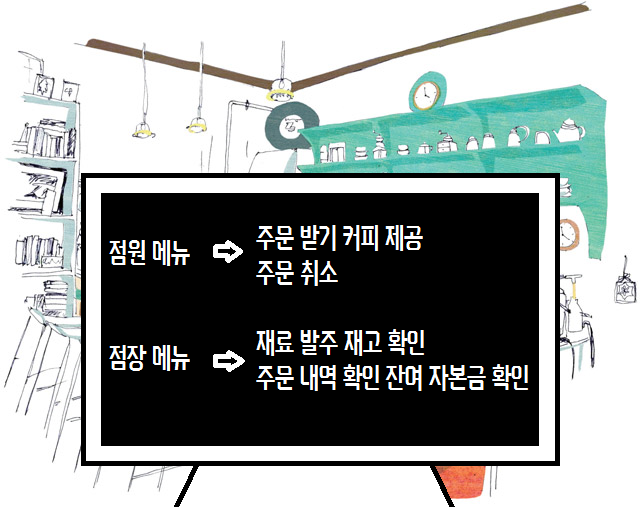 점원 메뉴
주문 받기 커피 제공
주문 취소
점장 메뉴
재료 발주 재고 확인
주문 내역 확인 잔여 자본금 확인